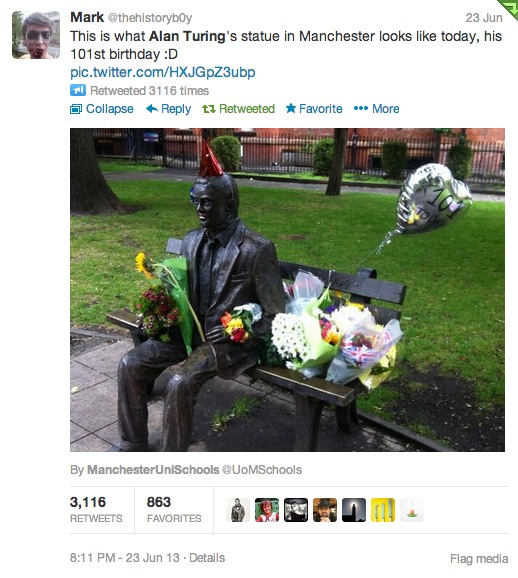 Mark @thehistoryb0y 23 Jun
This is what Alan Turing's statue in Manchester looks like today, his
101st birthday :D
pic.twitter.com/HXJGpZ3ubp
Retweeted 3116 times
Collapse Reply Retweeted Favorite More
101
TODAY
By ManchesterUniSchools @UoMSchools
3,116 863
RETWEETS FAVORITES
8:11 PM - 23 Jun 13 · Details Flag media